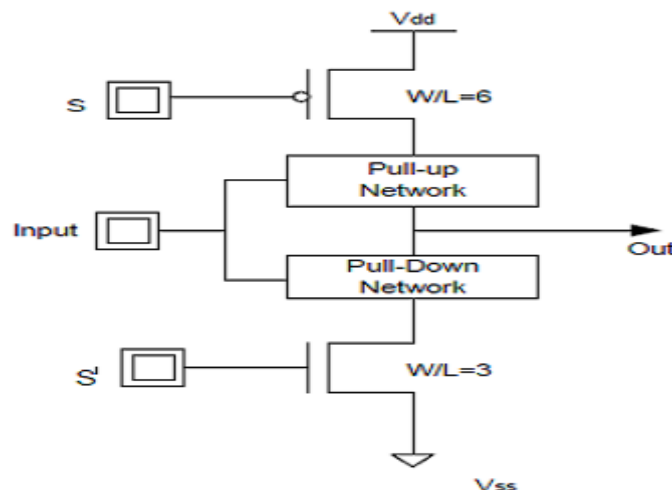 Vdd
S
W/L=6
Pull-up
Network
Input
Out
Pull-Down
Network
S'
W/L=3
Vss